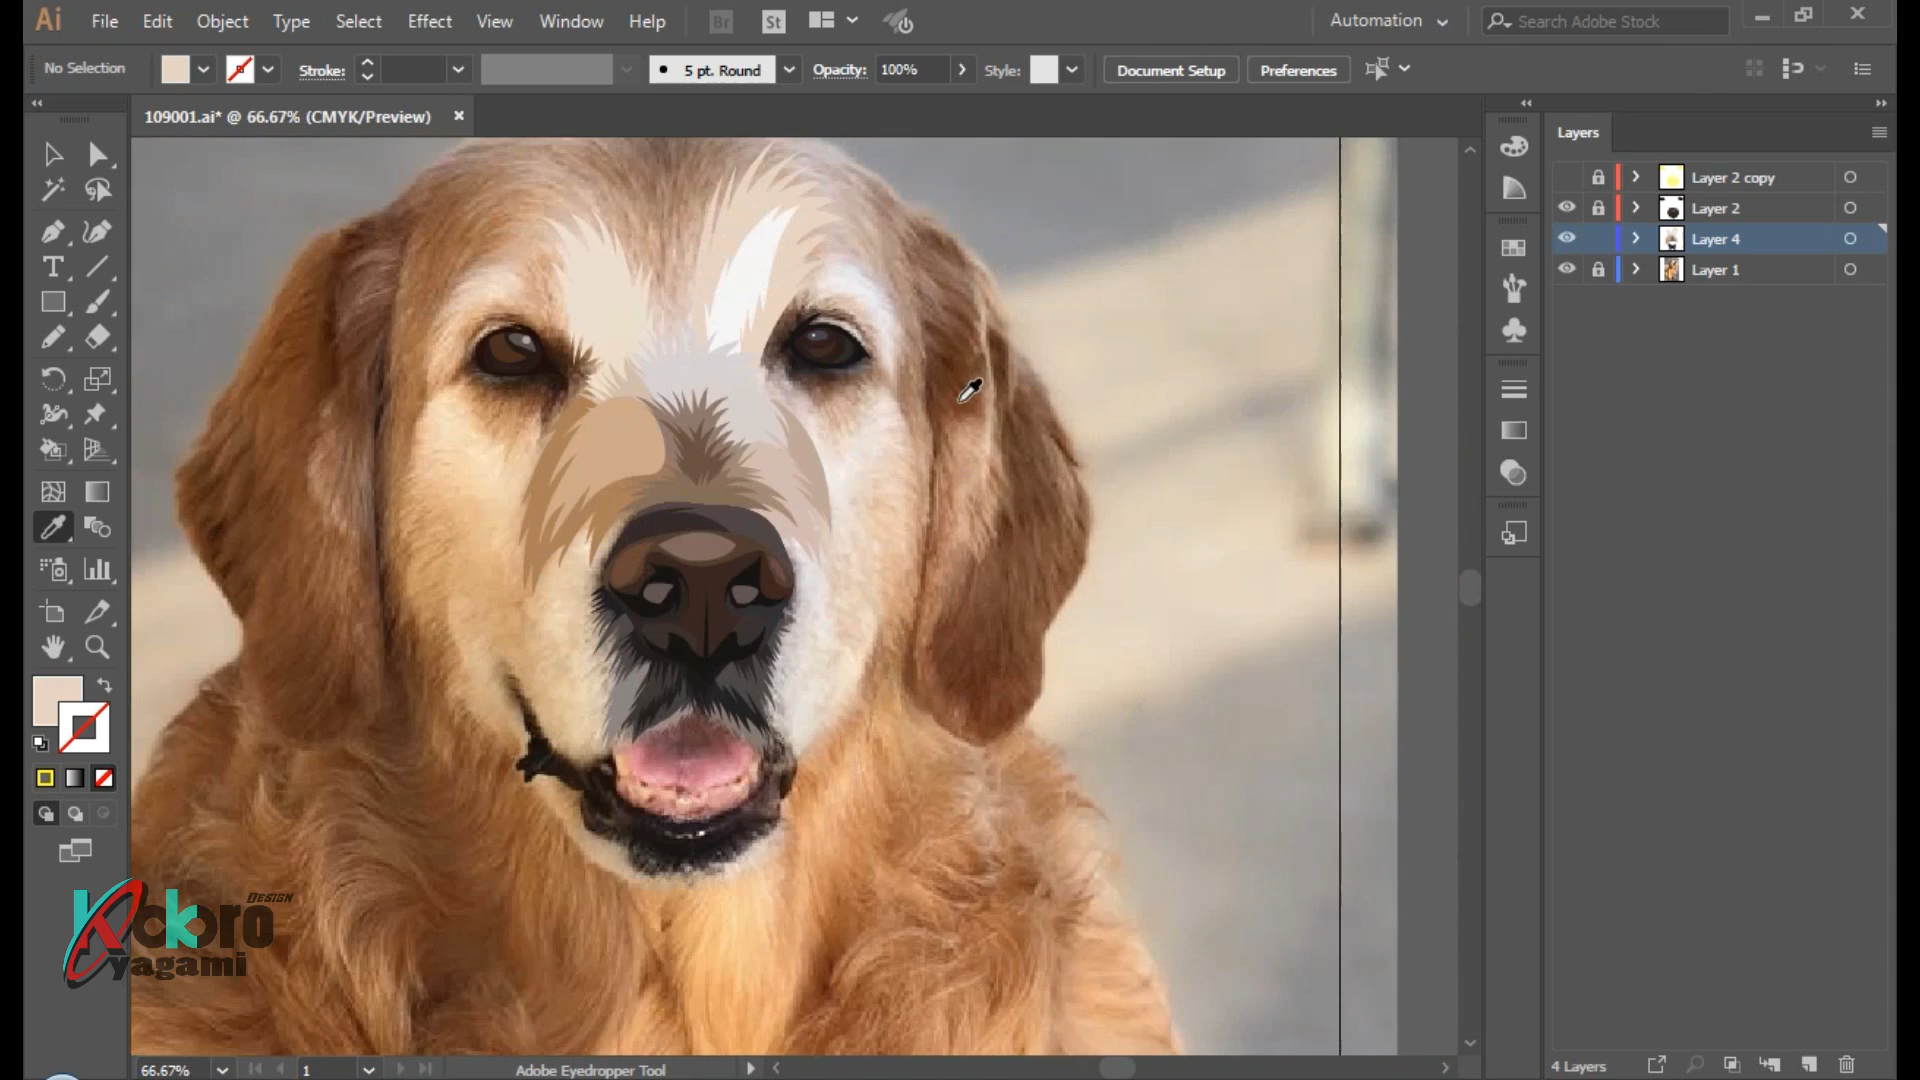 Ai File Edit Object Type Select Effect View Window Help Br St Automation Search Adobe Stock
No Selection Stroke: 5 pt. Round Opacity: 100% Style: Document Setup Preferences
109001.ai* @ 66.67% (CMYK/Preview)
Layers
Layer 2 copy
Layer 2
Layer 4
Layer 1
DESIGN
Kokoro
yagami
66.67% 1 Adobe Eyedropper Tool
4 Layers